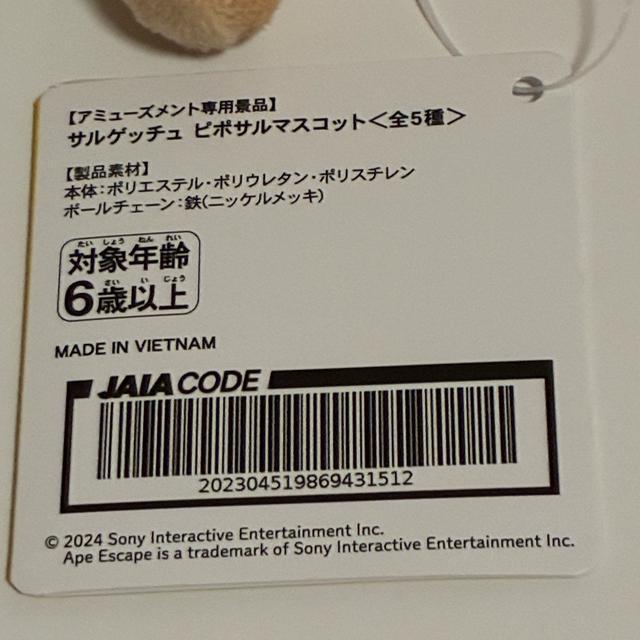 【アミューズメント専用景品】
サルゲッチュ ピポサルマスコット＜全5種＞
【製品素材】
本体：ポリエステル・ポリウレタン・ポリスチレン
ボールチェーン：鉄(ニッケルメッキ)
たい しょう ねん れい
対象年齢
さい い じょう
6歳以上
MADE IN VIETNAM
JAIA CODE
202304519869431512
© 2024 Sony Interactive Entertainment Inc.
Ape Escape is a trademark of Sony Interactive Entertainment Inc.